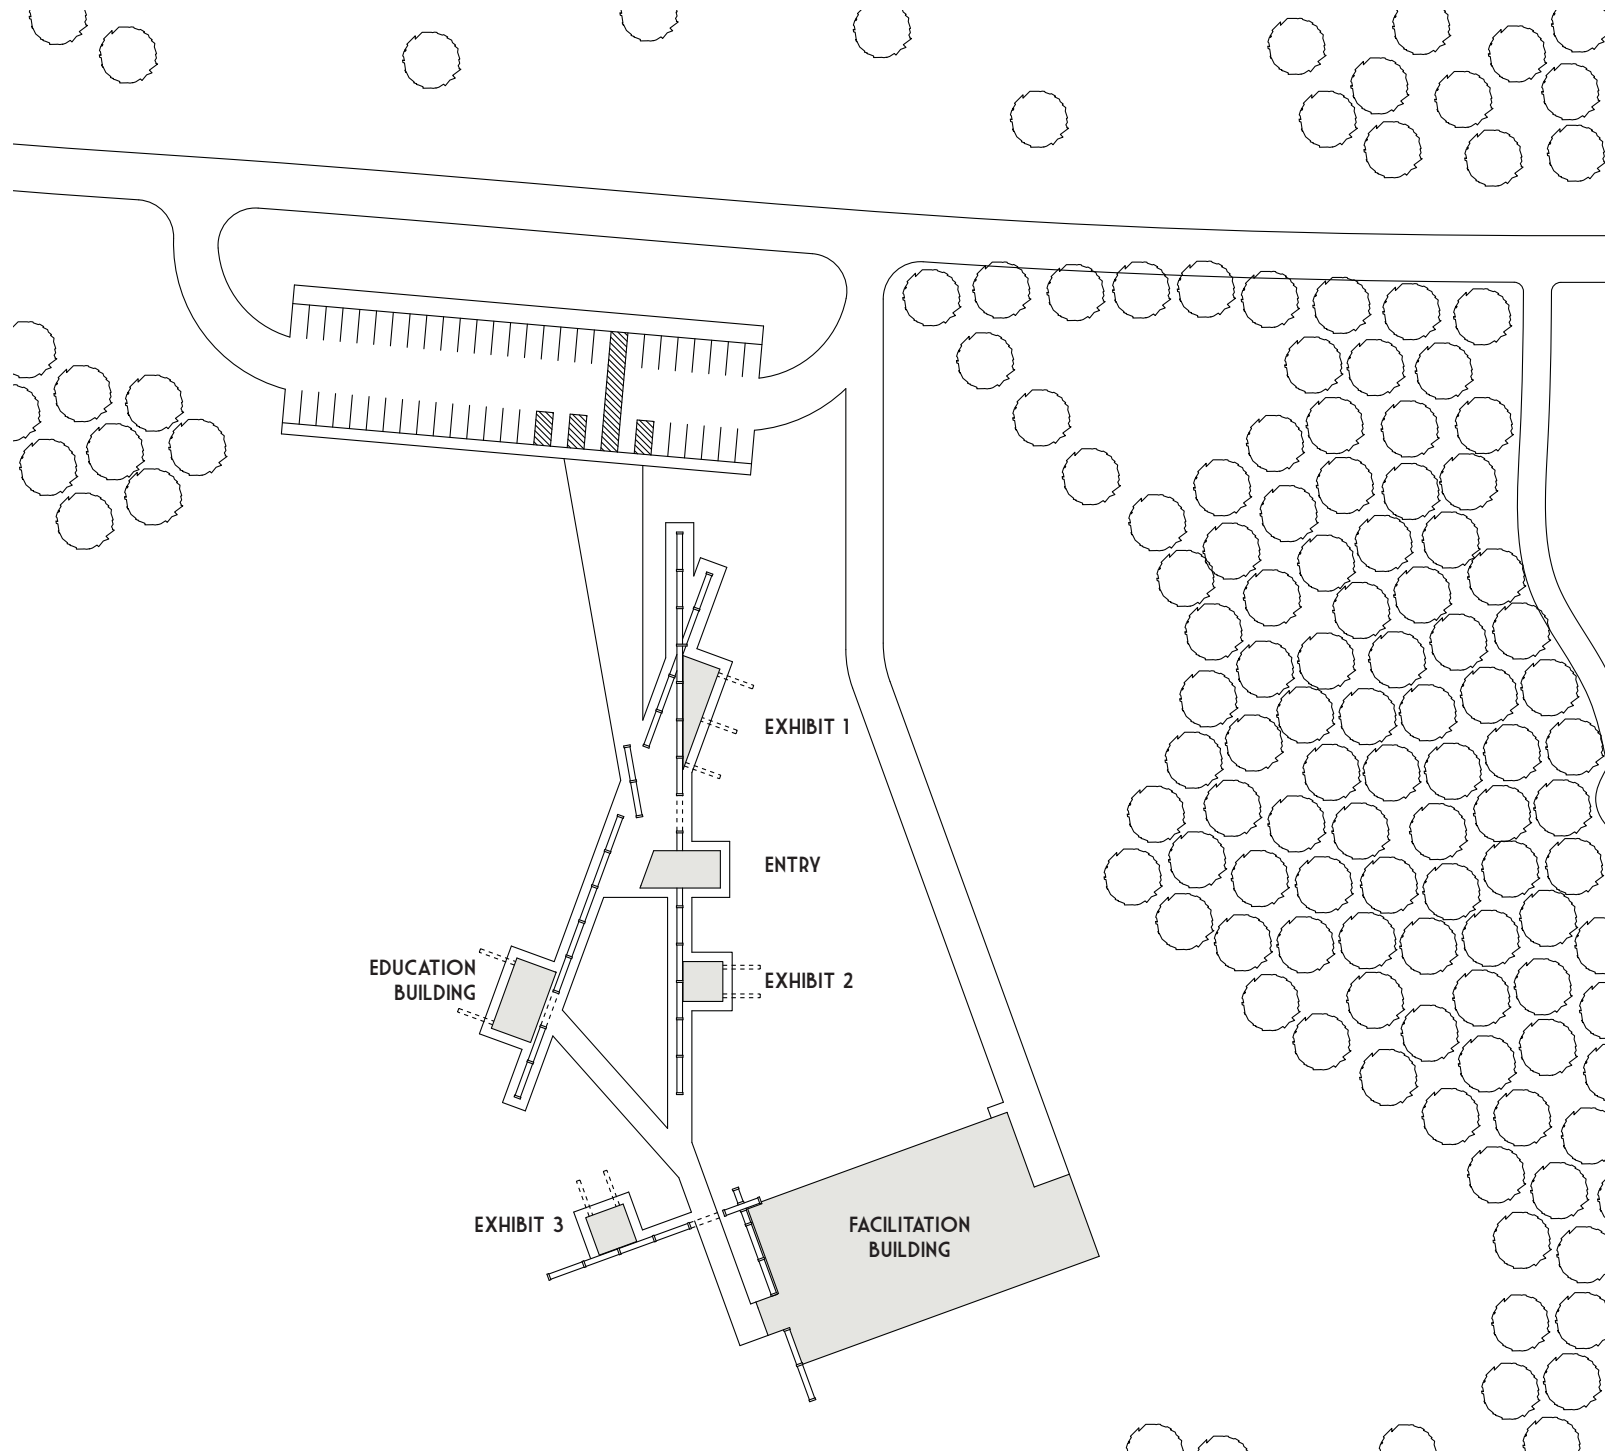 EXHIBIT 1
ENTRY
EDUCATION
BUILDING
EXHIBIT 2
EXHIBIT 3
FACILITATION
BUILDING